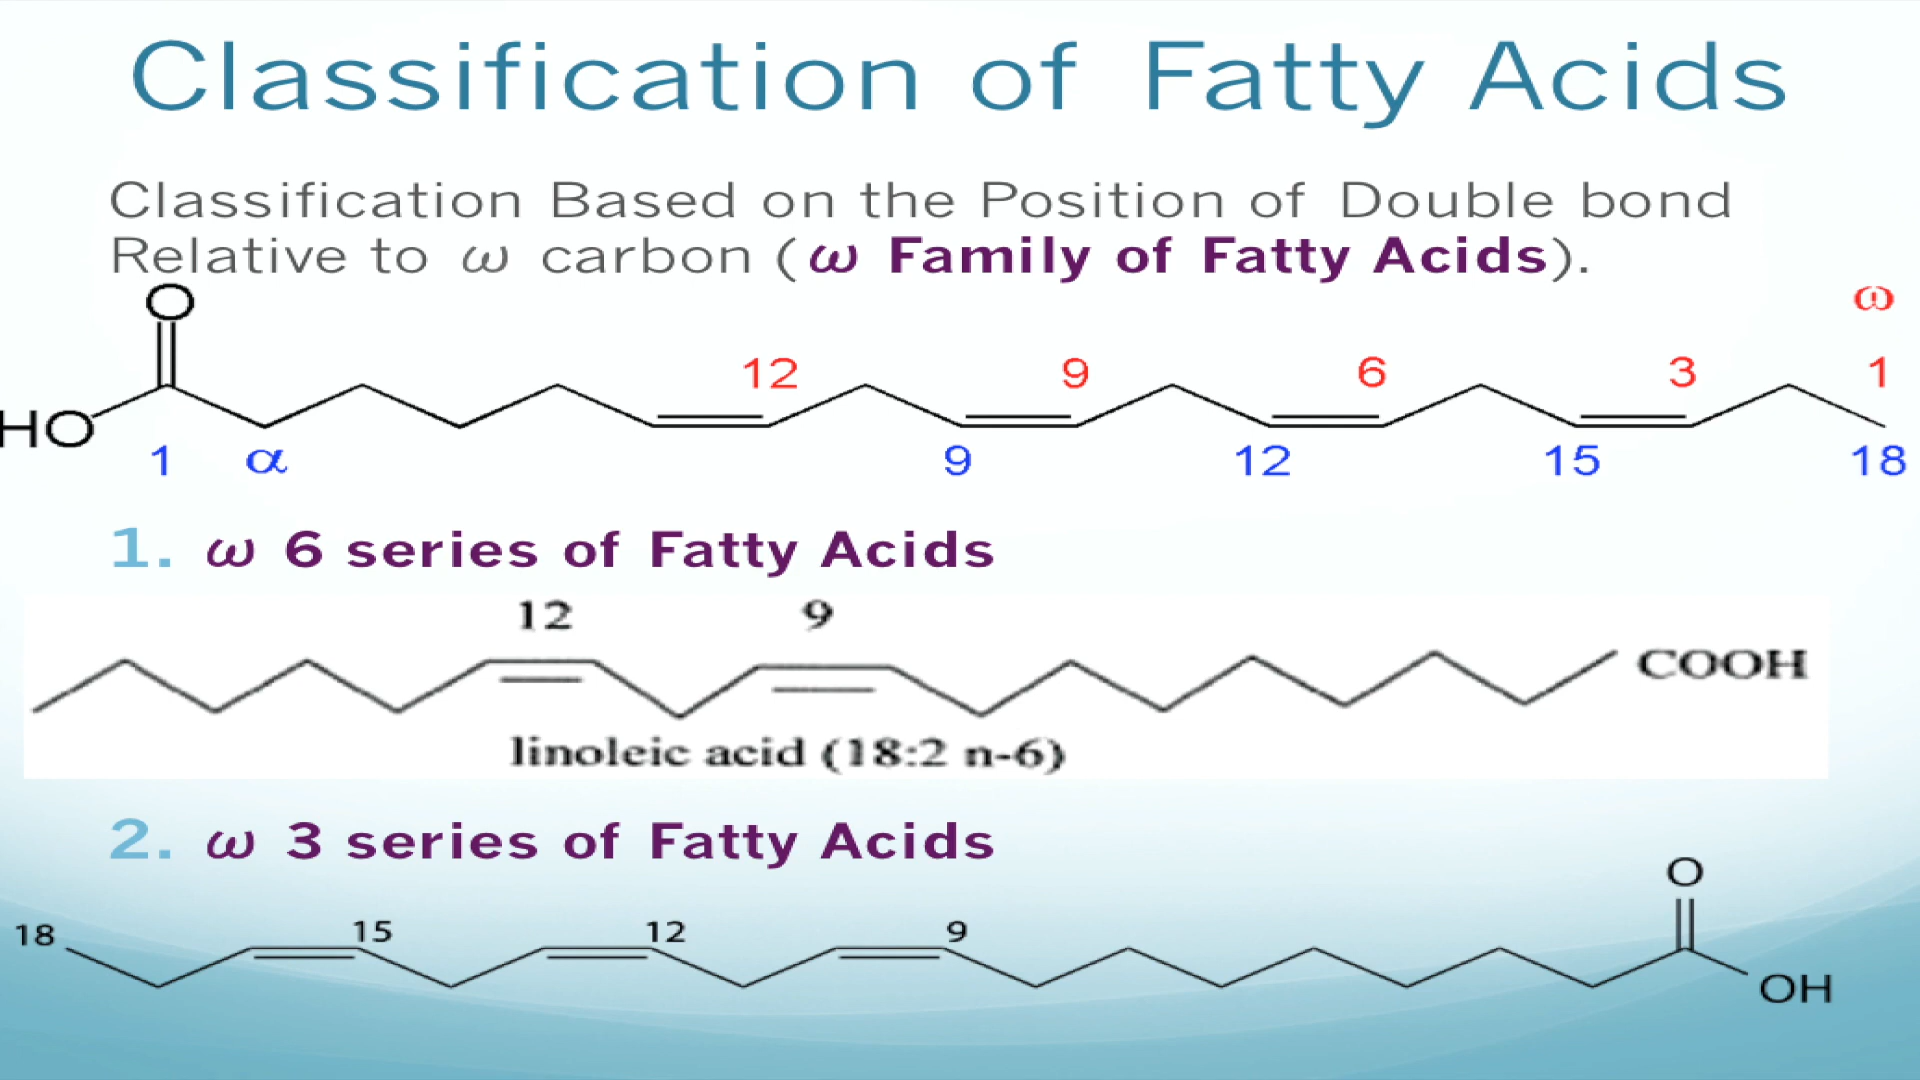 Classification of Fatty Acids
Classification Based on the Position of Double bond
Relative to ω carbon (ω Family of Fatty Acids).
O
ω
12 9 6 3 1
HO
1 α 9 12 15 18
1. ω 6 series of Fatty Acids
12 9
COOH
linoleic acid (18:2 n-6)
2. ω 3 series of Fatty Acids
O
18 15 12 9
OH